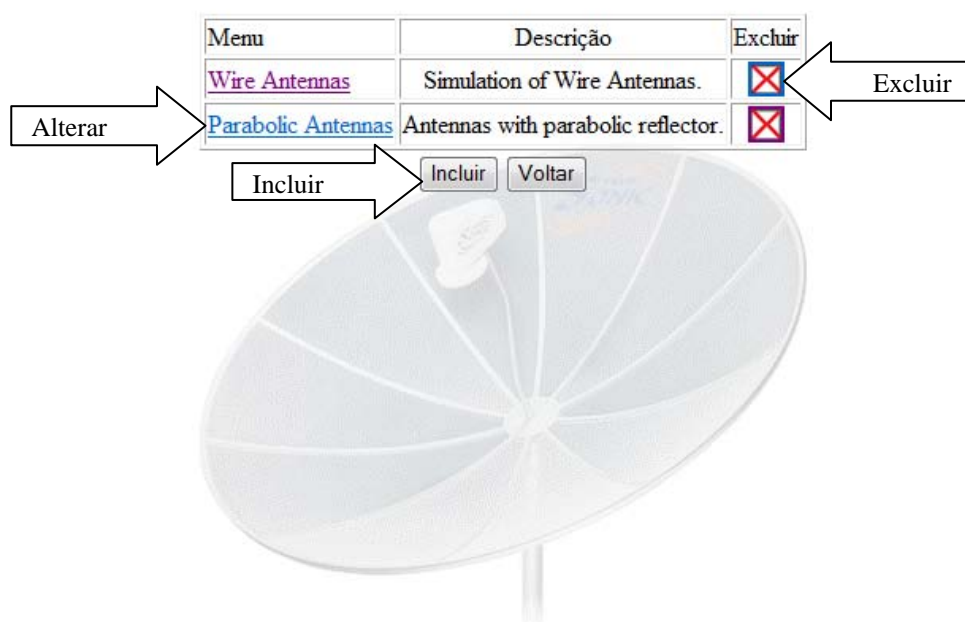 Menu Descrição Excluir
Wire Antennas Simulation of Wire Antennas.
Excluir
Alterar
Parabolic Antennas Antennas with parabolic reflector.
Incluir
Incluir Voltar